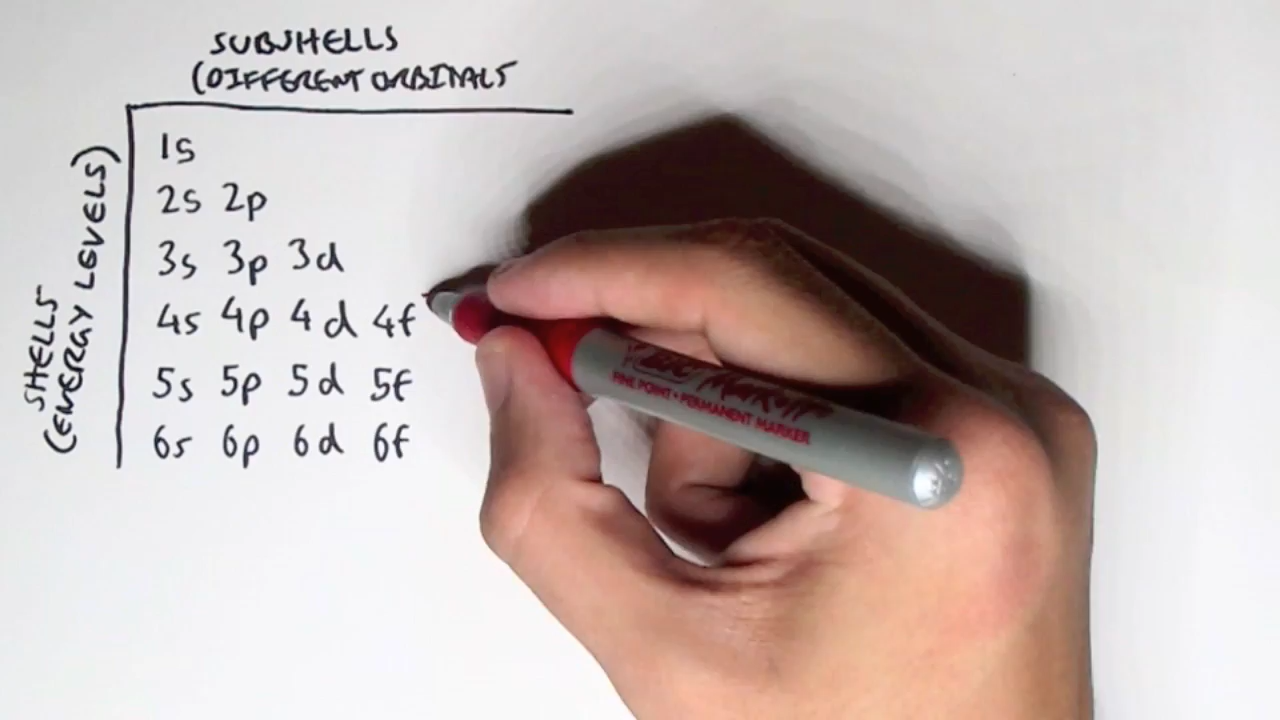 SUBSHELLS
(DIFFERENT ORBITALS
SHELLS
(ENERGY LEVELS)
1s
2s 2p
3s 3p 3d
4s 4p 4d 4f
5s 5p 5d 5f
6s 6p 6d 6f
FINE POINT • PERMANENT MARKER